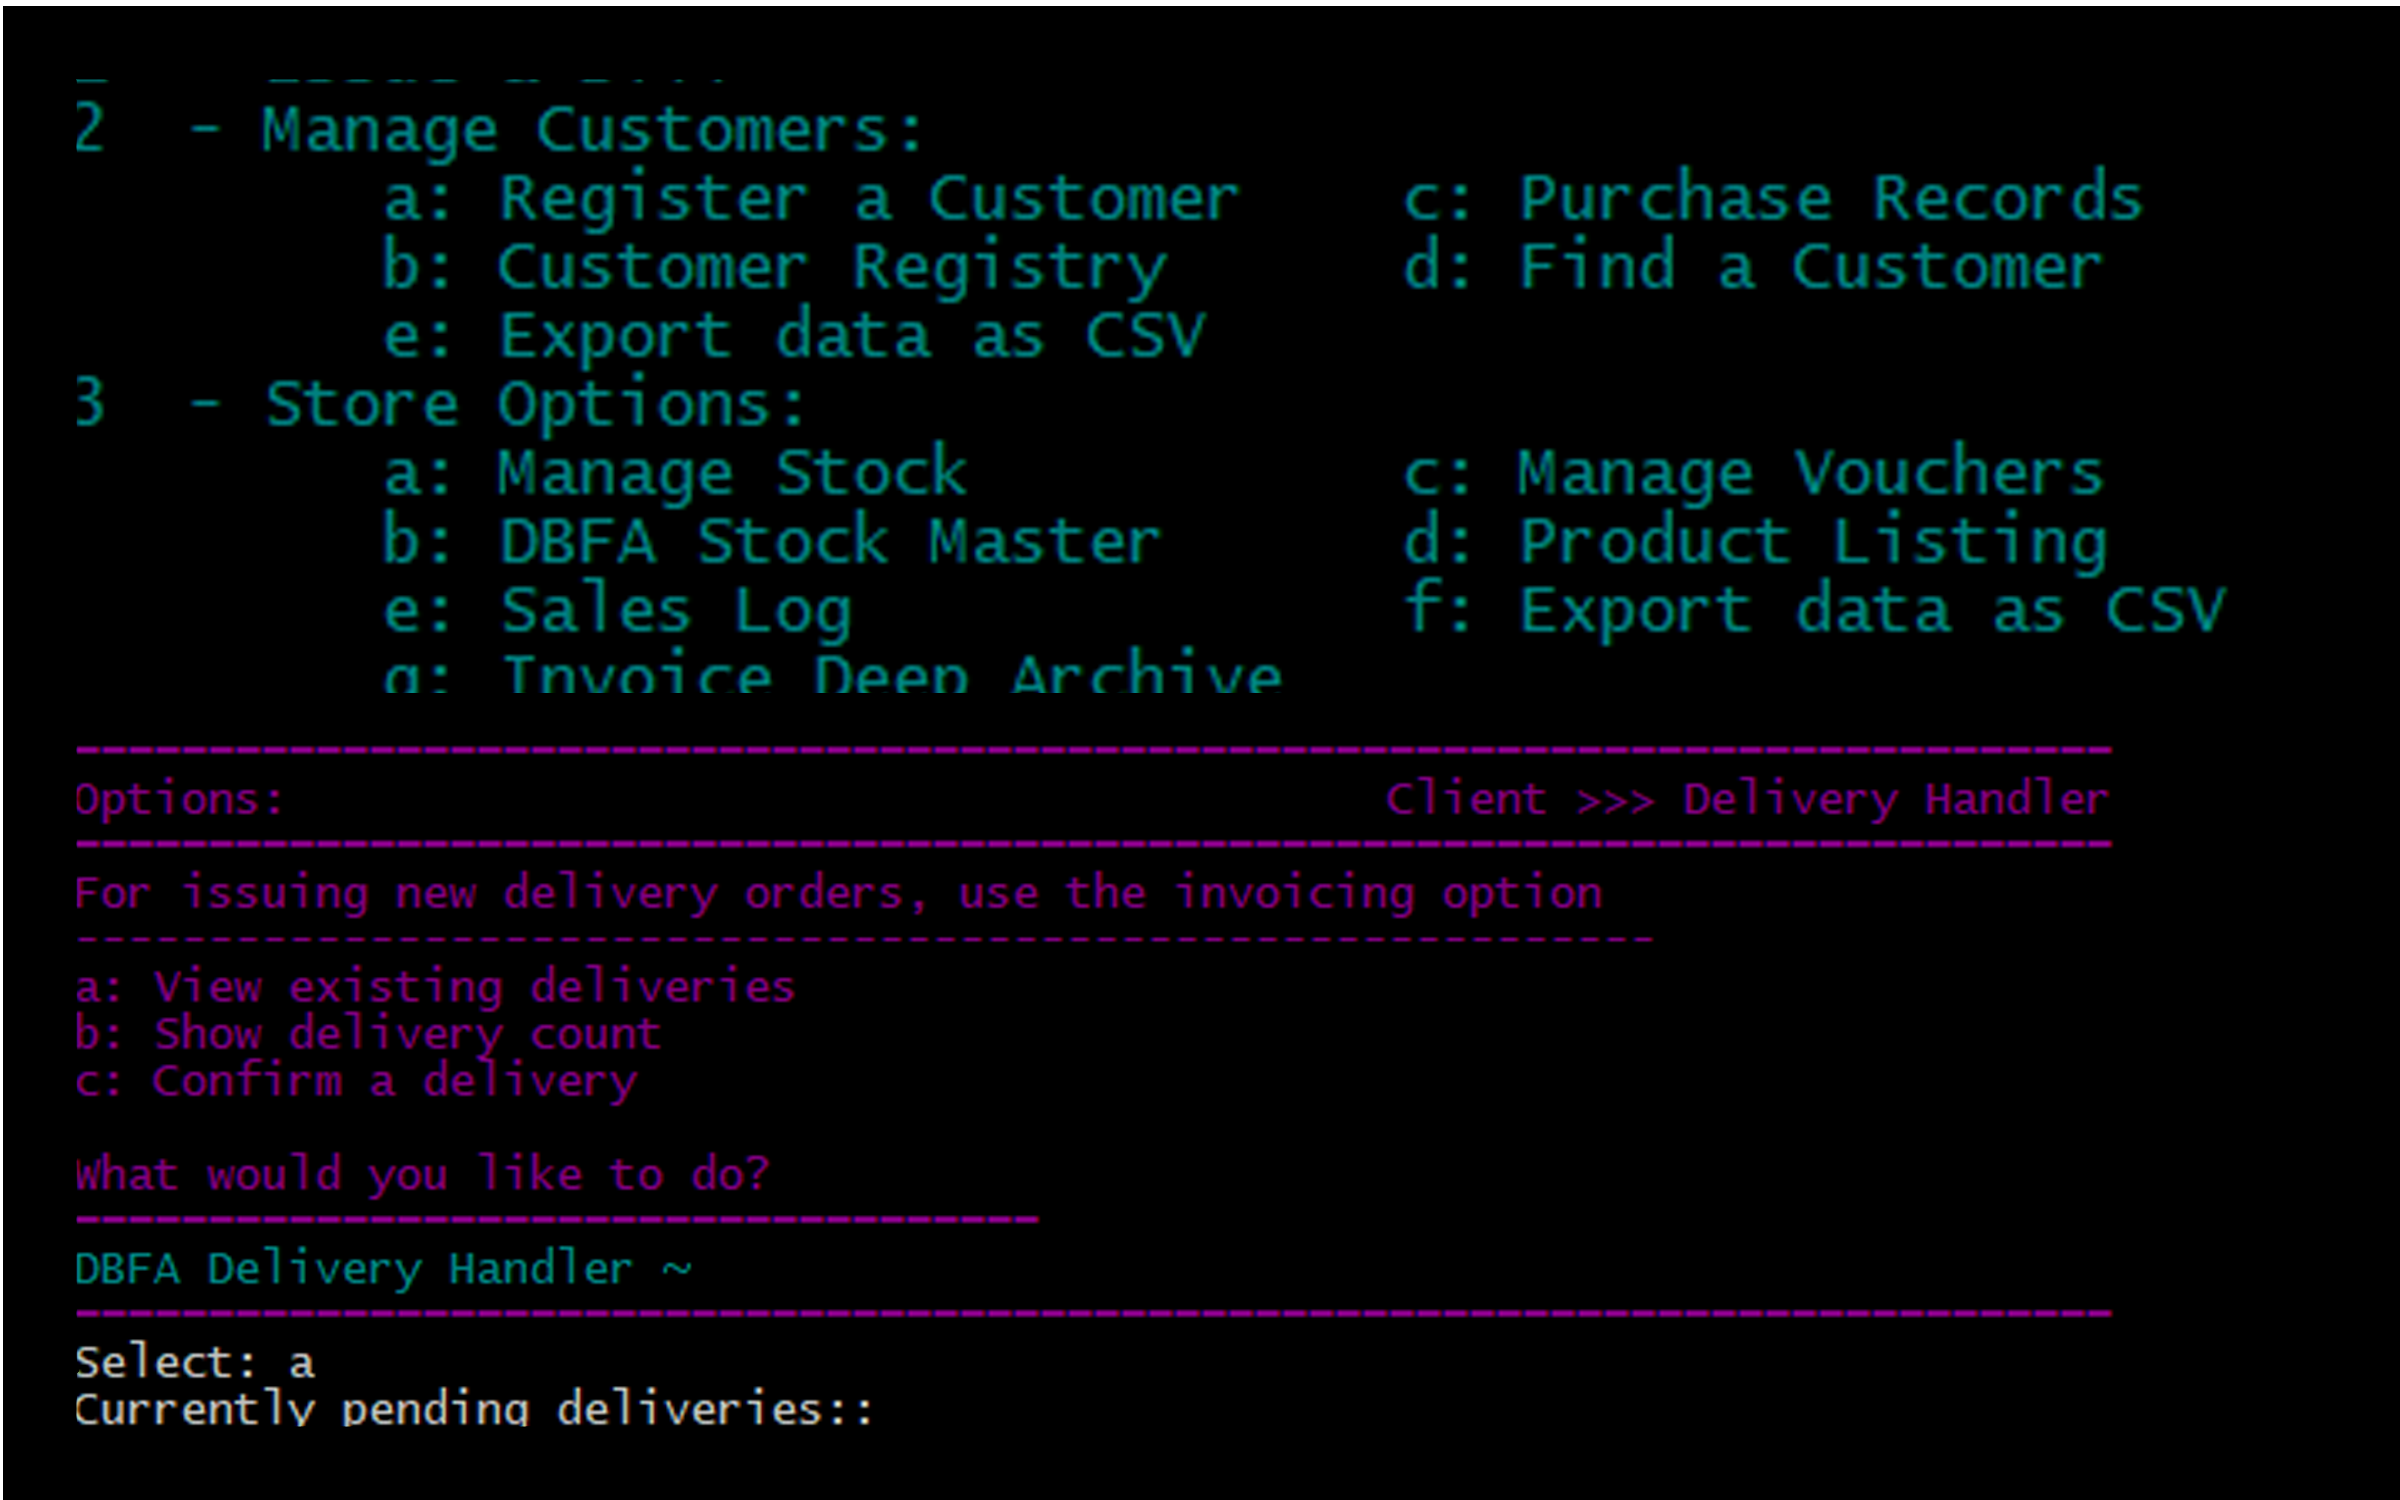 2  - Manage Customers:
a: Register a Customer c: Purchase Records
b: Customer Registry d: Find a Customer
e: Export data as CSV
3  - Store Options:
a: Manage Stock c: Manage Vouchers
b: DBFA Stock Master d: Product Listing
e: Sales Log f: Export data as CSV
g: Invoice Deep Archive
Options: Client >>> Delivery Handler
For issuing new delivery orders, use the invoicing option
a: View existing deliveries
b: Show delivery count
c: Confirm a delivery
What would you like to do?
DBFA Delivery Handler ~
Select: a
Currently pending deliveries::